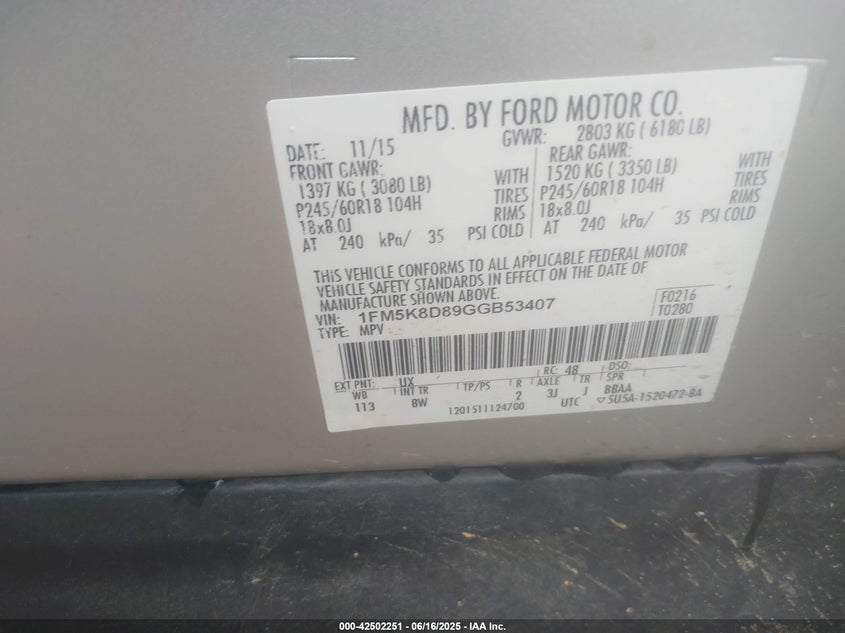 MFD. BY FORD MOTOR CO.
DATE: 11/15 GVWR: 2803 KG ( 6180 LB)
FRONT GAWR: REAR GAWR:
1397 KG ( 3080 LB) WITH 1520 KG ( 3350 LB) WITH
P245/60R18 104H TIRES P245/60R18 104H TIRES
18x8.0J RIMS 18x8.0J RIMS
AT 240 kPa/ 35 PSI COLD AT 240 kPa/ 35 PSI COLD
THIS VEHICLE CONFORMS TO ALL APPLICABLE FEDERAL MOTOR
VEHICLE SAFETY STANDARDS IN EFFECT ON THE DATE OF
MANUFACTURE SHOWN ABOVE.
VIN: 1FM5K8D89GGB53407 F0216
TYPE: MPV T0280
EXT PNT: UX RC: 48 DSO:
WB INT TR TP/PS R AXLE TR SPR
113 8W 2 3J J BBAA
1201511124700 UTC ▽5U5A-1520472-BA
000-42502251 - 06/16/2025 - IAA Inc.